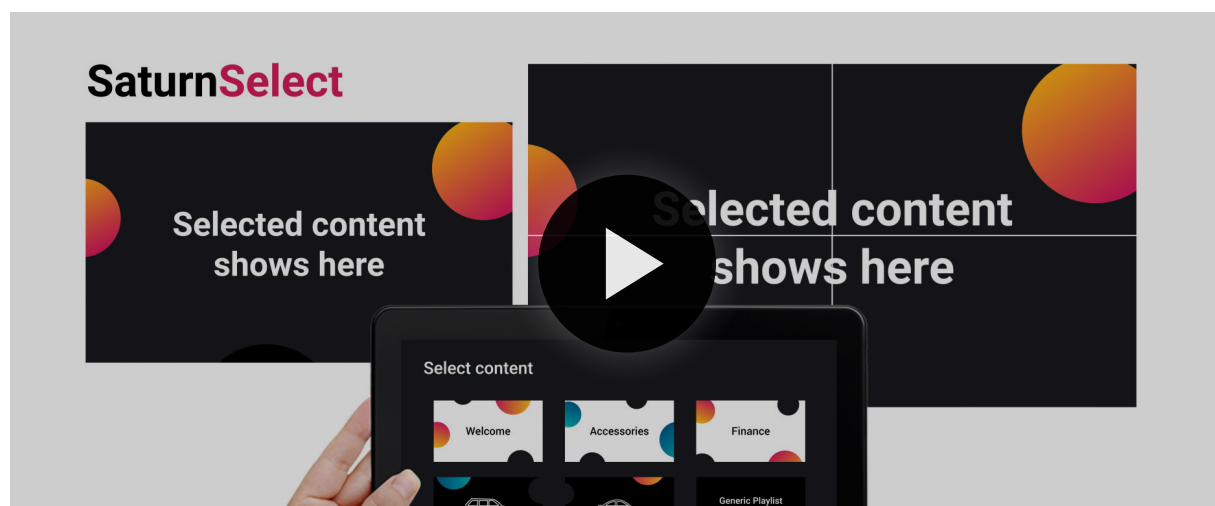 SaturnSelect
Selected content
shows here
Selected content
shows here
Select content
Welcome
Accessories
Finance
Generic Playlist